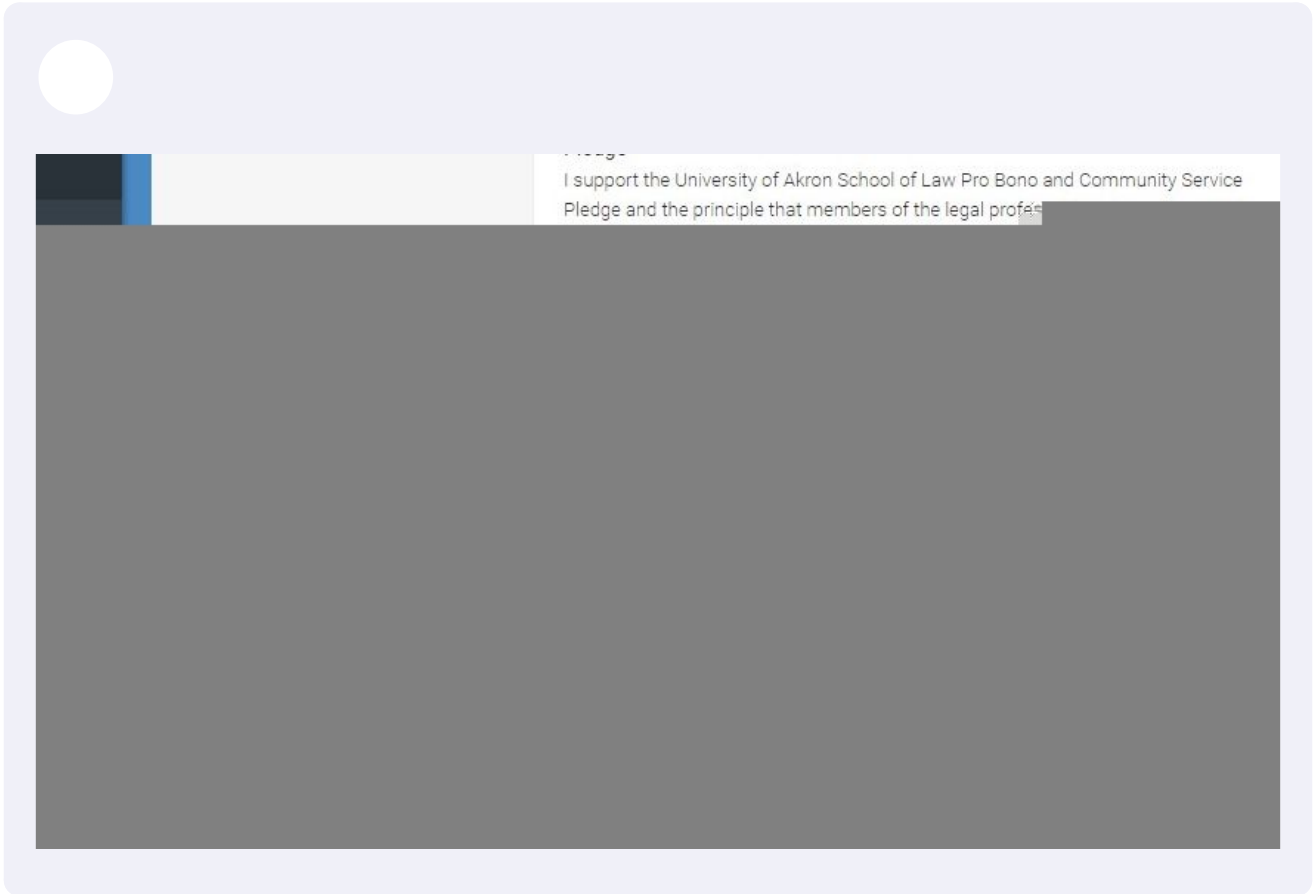 I support the University of Akron School of Law Pro Bono and Community Service
Pledge and the principle that members of the legal